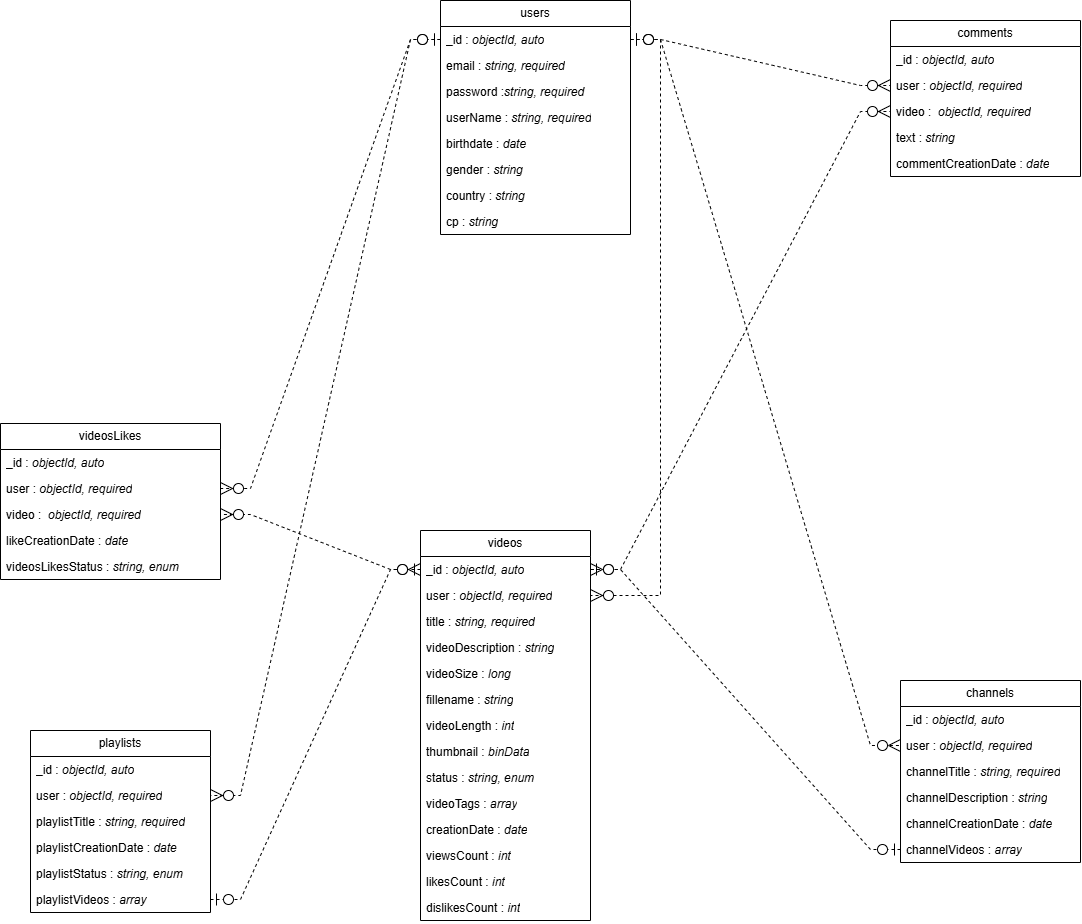 users
_id : objectId, auto
email : string, required
password :string, required
userName : string, required
birthdate : date
gender : string
country : string
cp : string
comments
_id : objectId, auto
user : objectId, required
video :  objectId, required
text : string
commentCreationDate : date
videosLikes
_id : objectId, auto
user : objectId, required
video :  objectId, required
likeCreationDate : date
videosLikesStatus : string, enum
videos
_id : objectId, auto
user : objectId, required
title : string, required
videoDescription : string
videoSize : long
fillename : string
videoLength : int
thumbnail : binData
status : string, enum
videoTags : array
creationDate : date
viewsCount : int
likesCount : int
dislikesCount : int
channels
_id : objectId, auto
user : objectId, required
channelTitle : string, required
channelDescription : string
channelCreationDate : date
channelVideos : array
playlists
_id : objectId, auto
user : objectId, required
playlistTitle : string, required
playlistCreationDate : date
playlistStatus : string, enum
playlistVideos : array